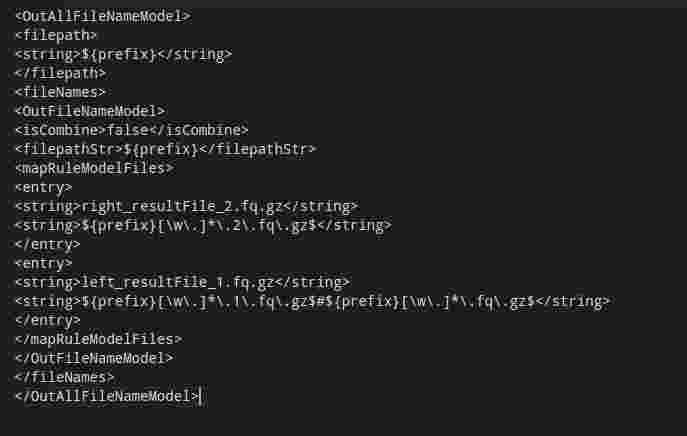 <OutAllFileNameModel>
<filepath>
<string>${prefix}</string>
</filepath>
<fileNames>
<OutFileNameModel>
<isCombine>false</isCombine>
<filepathStr>${prefix}</filepathStr>
<mapRuleModelFiles>
<entry>
<string>right_resultFile_2.fq.gz</string>
<string>${prefix}[\w\.]*\.2\.fq\.gz$</string>
</entry>
<entry>
<string>left_resultFile_1.fq.gz</string>
<string>${prefix}[\w\.]*\.1\.fq\.gz$#${prefix}[\w\.]*\.fq\.gz$</string>
</entry>
</mapRuleModelFiles>
</OutFileNameModel>
</fileNames>
</OutAllFileNameModel>